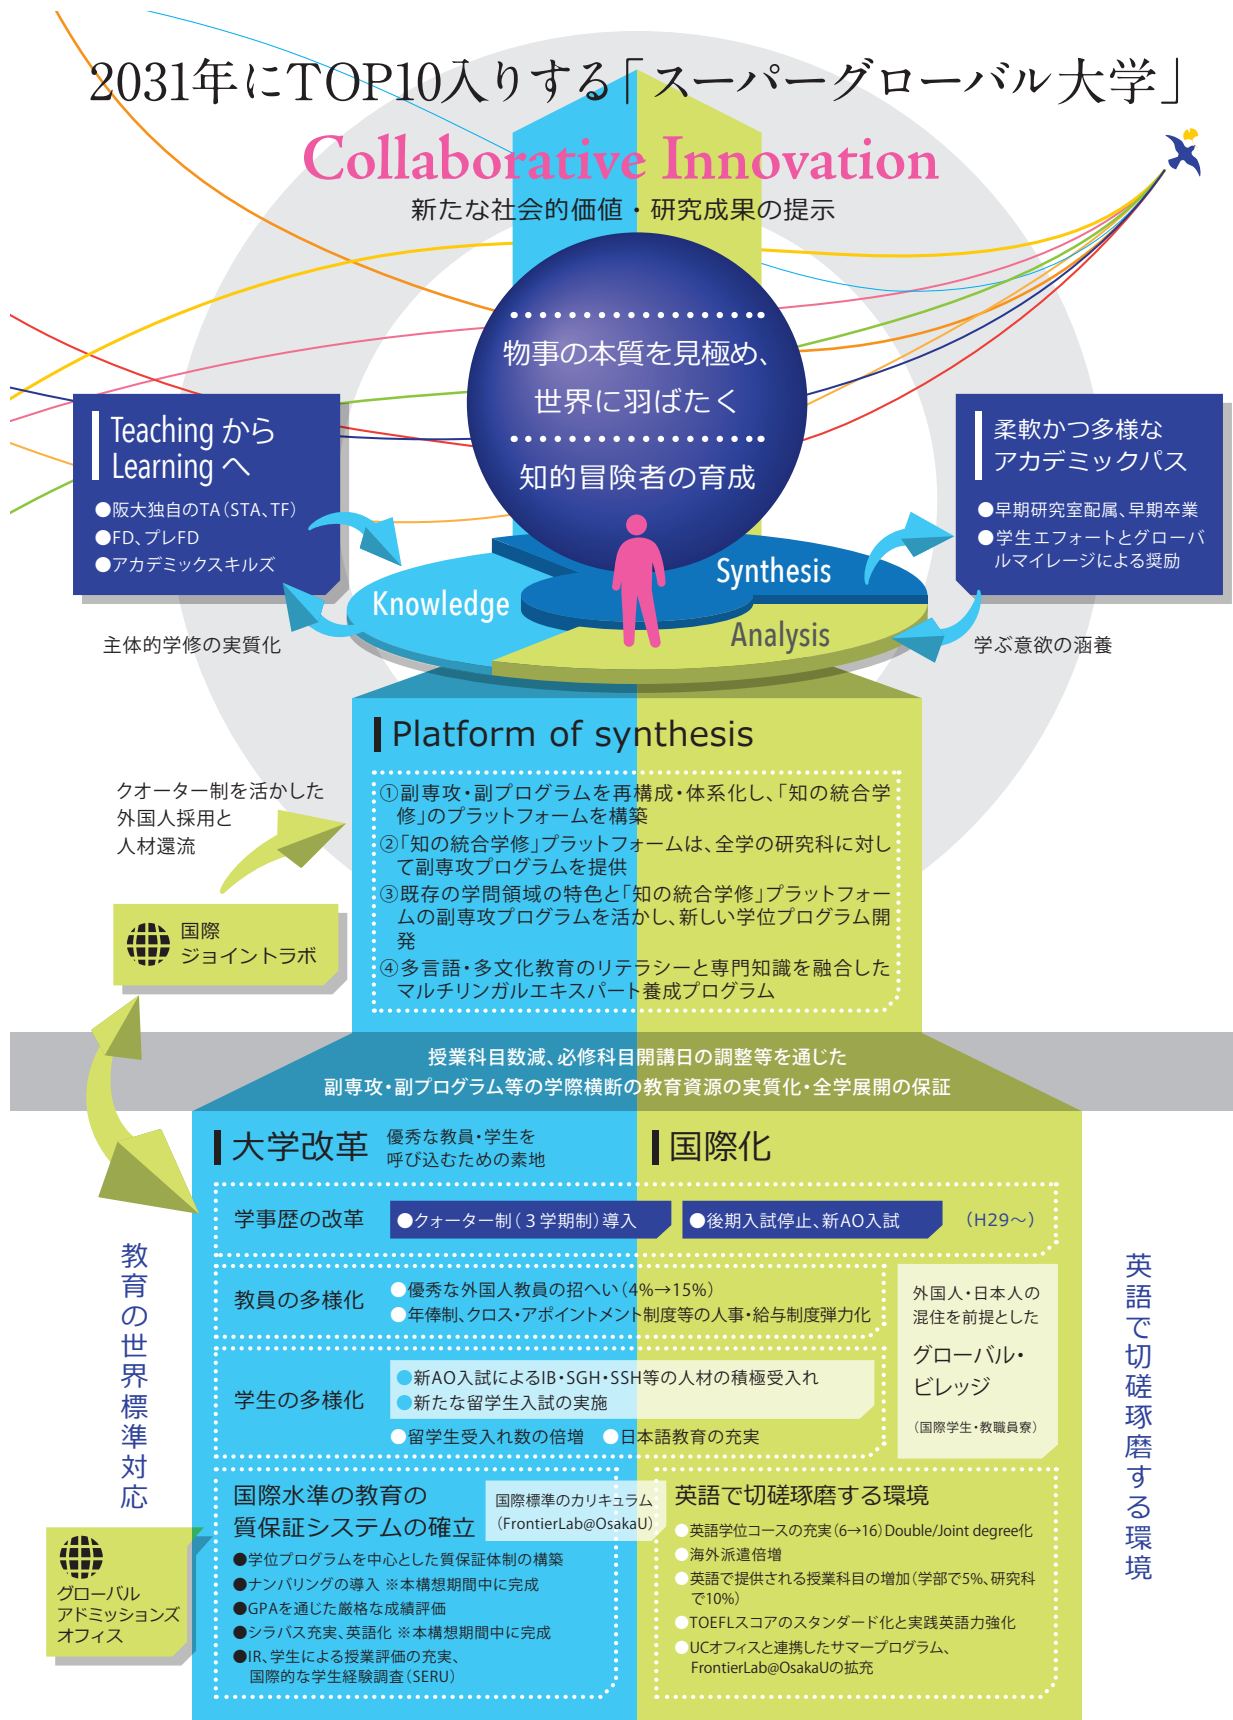 2031年にTOP10入りする「スーパーグローバル大学」
Collaborative Innovation
新たな社会的価値・研究成果の提示
物事の本質を見極め、
世界に羽ばたく
知的冒険者の育成
Teaching から
Learning へ
●阪大独自のTA（STA、TF）
●FD、プレFD
●アカデミックスキルズ
主体的学修の実質化
柔軟かつ多様な
アカデミックパス
●早期研究室配属、早期卒業
●学生エフォートとグローバ
ルマイレージによる奨励
学ぶ意欲の涵養
Knowledge
Synthesis
Analysis
Platform of synthesis
①副専攻・副プログラムを再構成・体系化し、「知の統合学
修」のプラットフォームを構築
②「知の統合学修」プラットフォームは、全学の研究科に対し
て副専攻プログラムを提供
③既存の学問領域の特色と「知の統合学修」プラットフォー
ムの副専攻プログラムを活かし、新しい学位プログラム開
発
④多言語・多文化教育のリテラシーと専門知識を融合した
マルチリンガルエキスパート養成プログラム
クオーター制を活かした
外国人採用と
人材還流
国際
ジョイントラボ
授業科目数減、必修科目開講日の調整等を通じた
副専攻・副プログラム等の学際横断の教育資源の実質化・全学展開の保証
大学改革
優秀な教員・学生を
呼び込むための素地
国際化
学事歴の改革
●クォーター制（３学期制）導入
●後期入試停止、新AO入試
（H29～）
教員の多様化
●優秀な外国人教員の招へい（4%→15%）
●年俸制、クロス・アポイントメント制度等の人事・給与制度弾力化
学生の多様化
●新AO入試によるIB・SGH・SSH等の人材の積極受入れ
●新たな留学生入試の実施
●留学生受入れ数の倍増 ●日本語教育の充実
外国人・日本人の
混住を前提とした
グローバル・
ビレッジ
（国際学生・教職員寮）
教育の世界標準対応
英語で切磋琢磨する環境
国際水準の教育の
質保証システムの確立
国際標準のカリキュラム
（FrontierLab@OsakaU）
●学位プログラムを中心とした質保証体制の構築
●ナンバリングの導入 ※本構想期間中に完成
●GPAを通じた厳格な成績評価
●シラバス充実、英語化 ※本構想期間中に完成
●IR、学生による授業評価の充実、
国際的な学生経験調査（SERU）
英語で切磋琢磨する環境
●英語学位コースの充実（6→16）Double/Joint degree化
●海外派遣倍増
●英語で提供される授業科目の増加（学部で5%、研究科
で10%）
●TOEFLスコアのスタンダード化と実践英語力強化
●UCオフィスと連携したサマープログラム、
FrontierLab@OsakaUの拡充
グローバル
アドミッションズ
オフィス